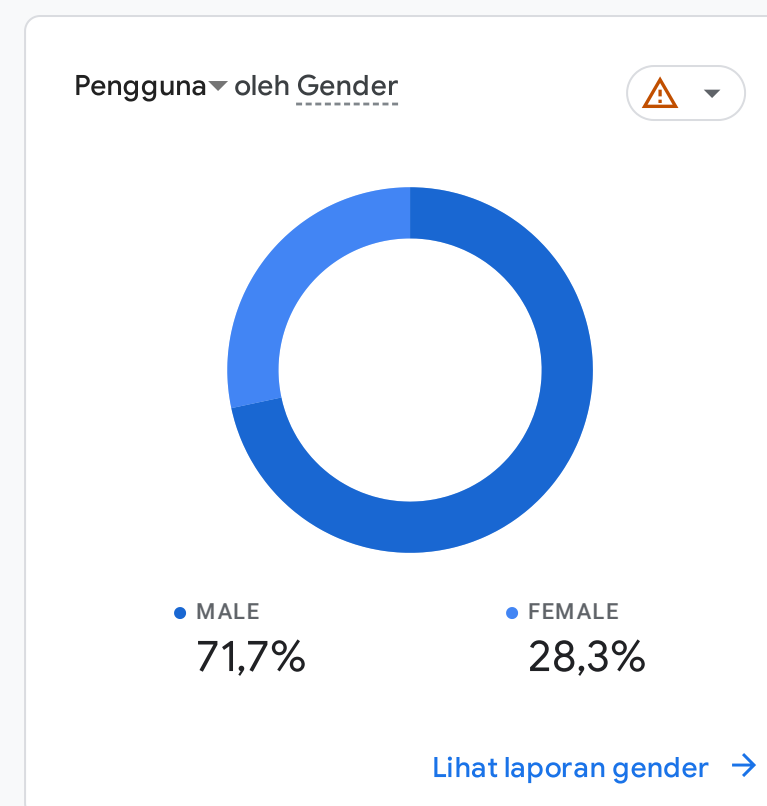 Pengguna oleh Gender
MALE
71,7%
FEMALE
28,3%
Lihat laporan gender